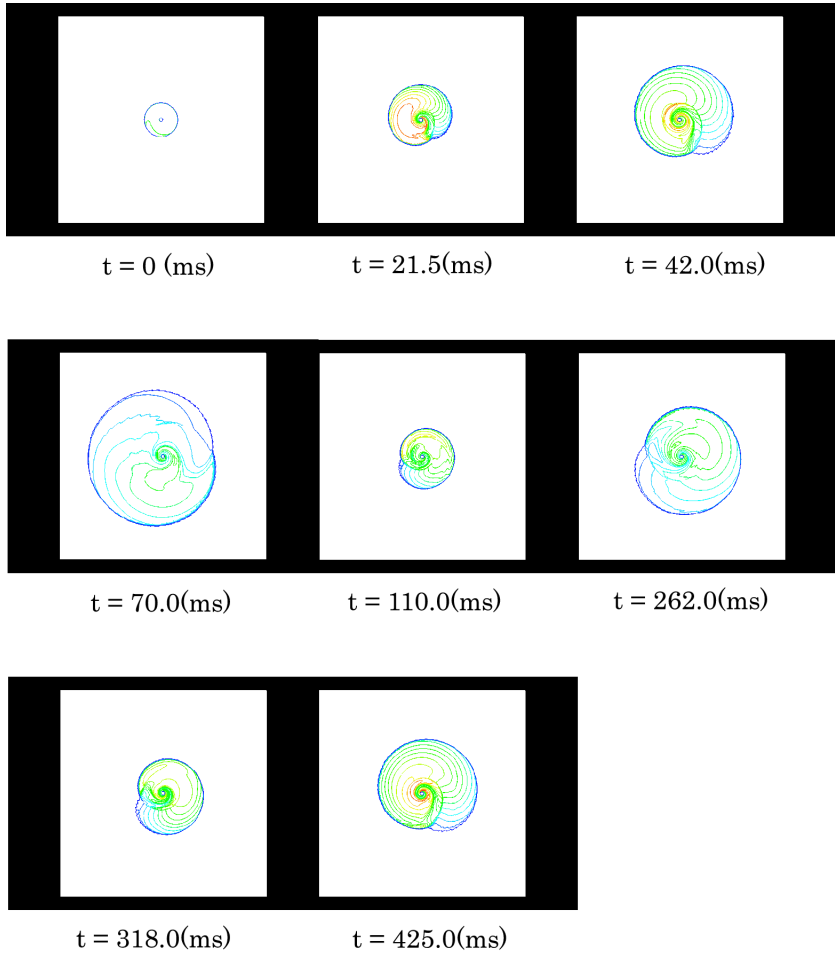 t = 0 (ms)
t = 21.5(ms)
t = 42.0(ms)
t = 70.0(ms)
t = 110.0(ms)
t = 262.0(ms)
t = 318.0(ms)
t = 425.0(ms)